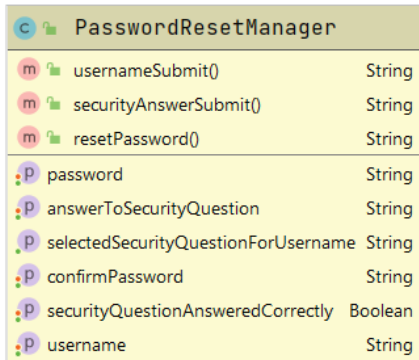 C PasswordResetManager
m usernameSubmit() String
m securityAnswerSubmit() String
m resetPassword() String
P password String
P answerToSecurityQuestion String
P selectedSecurityQuestionForUsername String
P confirmPassword String
P securityQuestionAnsweredCorrectly Boolean
P username String